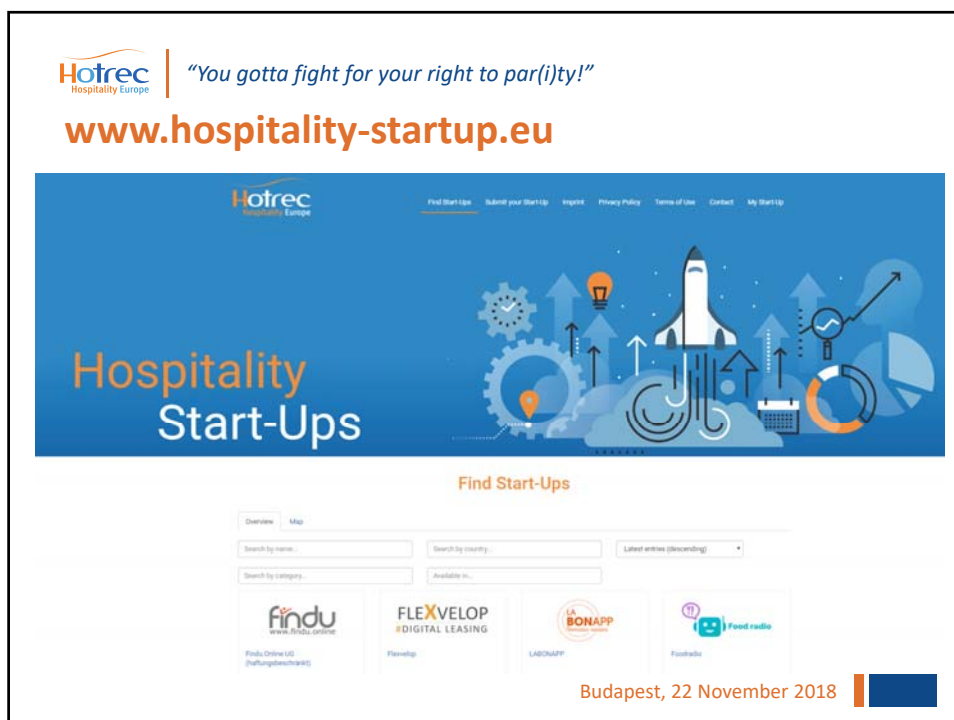 Hotrec
Hospitality Europe
“You gotta fight for your right to par(i)ty!”
www.hospitality-startup.eu
Hotrec
Hospitality Europe
Find Start-Ups Submit your Start-Up Imprint Privacy Policy Terms of Use Contact My Start-Up
Hospitality
Start-Ups
Find Start-Ups
Overview Map
Search by name... Search by country... Latest entries (descending)
Search by category... Available in...
findu
www.findu.online
FLEXVELOP
#DIGITAL LEASING
LA
BONAPP
Food radio
Findu.Online UG
(haftungsbeschränkt)
Flexvelop
LABONAPP
Foodradio
Budapest, 22 November 2018